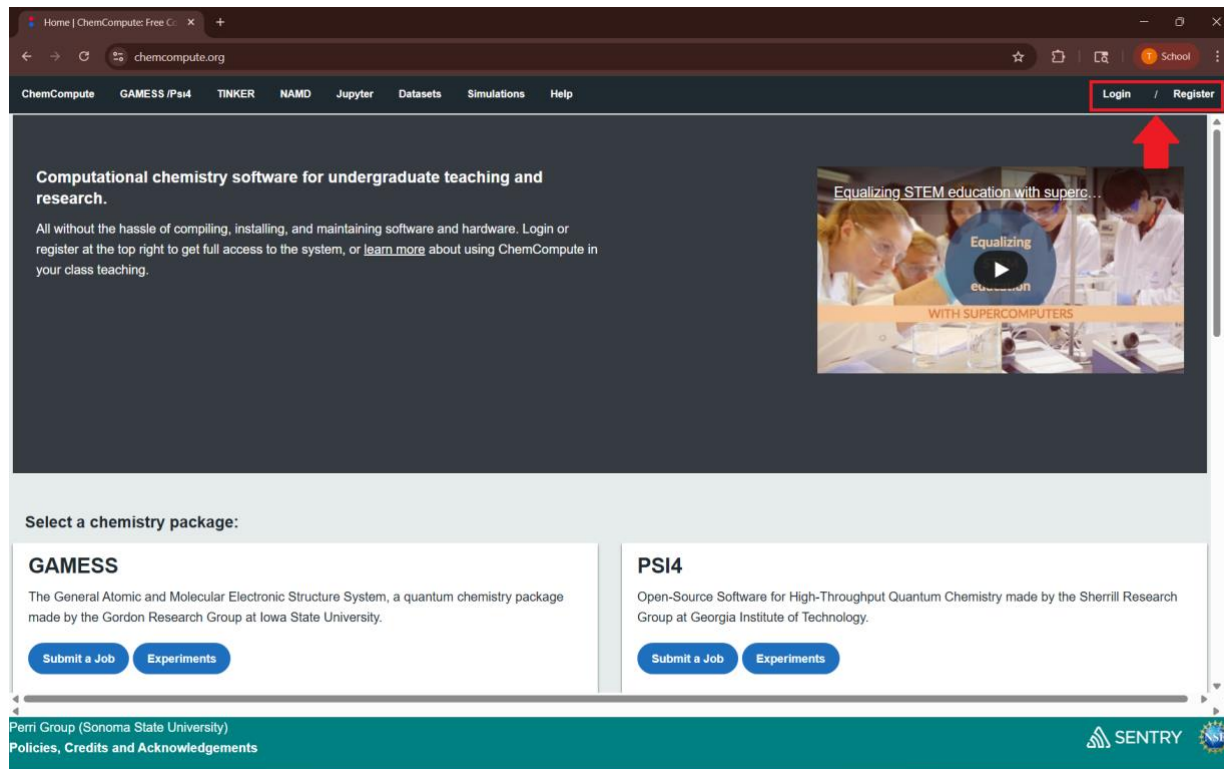 Home | ChemCompute: Free Co
chemcompute.org
School
ChemCompute GAMESS /Psi4 TINKER NAMD Jupyter Datasets Simulations Help Login / Register
Computational chemistry software for undergraduate teaching and
research.
All without the hassle of compiling, installing, and maintaining software and hardware. Login or
register at the top right to get full access to the system, or learn more about using ChemCompute in
your class teaching.
Equalizing STEM education with superc...
Equalizing
education
WITH SUPERCOMPUTERS
Select a chemistry package:
GAMESS
The General Atomic and Molecular Electronic Structure System, a quantum chemistry package
made by the Gordon Research Group at Iowa State University.
Submit a Job Experiments
PSI4
Open-Source Software for High-Throughput Quantum Chemistry made by the Sherrill Research
Group at Georgia Institute of Technology.
Submit a Job Experiments
Perri Group (Sonoma State University)
Policies, Credits and Acknowledgements
SENTRY
NSF